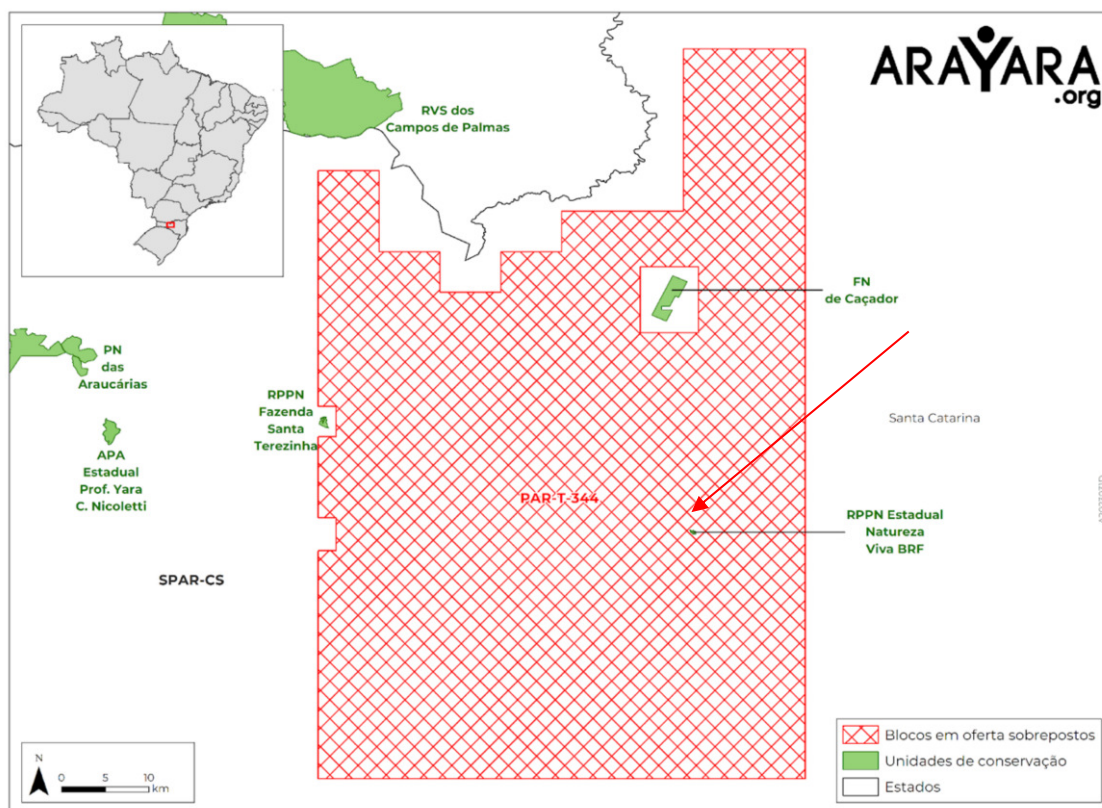 ARAYARA
.org
RVS dos
Campos de Palmas
FN
de Caçador
PN
das
Araucárias
RPPN
Fazenda
Santa
Terezinha
Santa Catarina
APA
Estadual
Prof. Yara
C. Nicoletti
PAR-T-344
RPPN Estadual
Natureza
Viva BRF
SPAR-CS
Blocos em oferta sobrepostos
Unidades de conservação
Estados
N
0 5 10
km